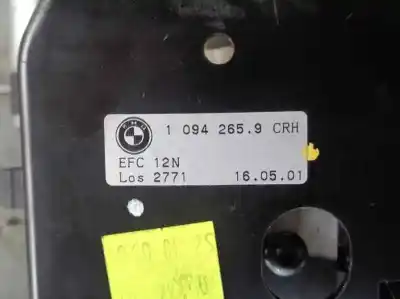 1 094 265.9 CRH
EFC 12N
Los 2771 16.05.01